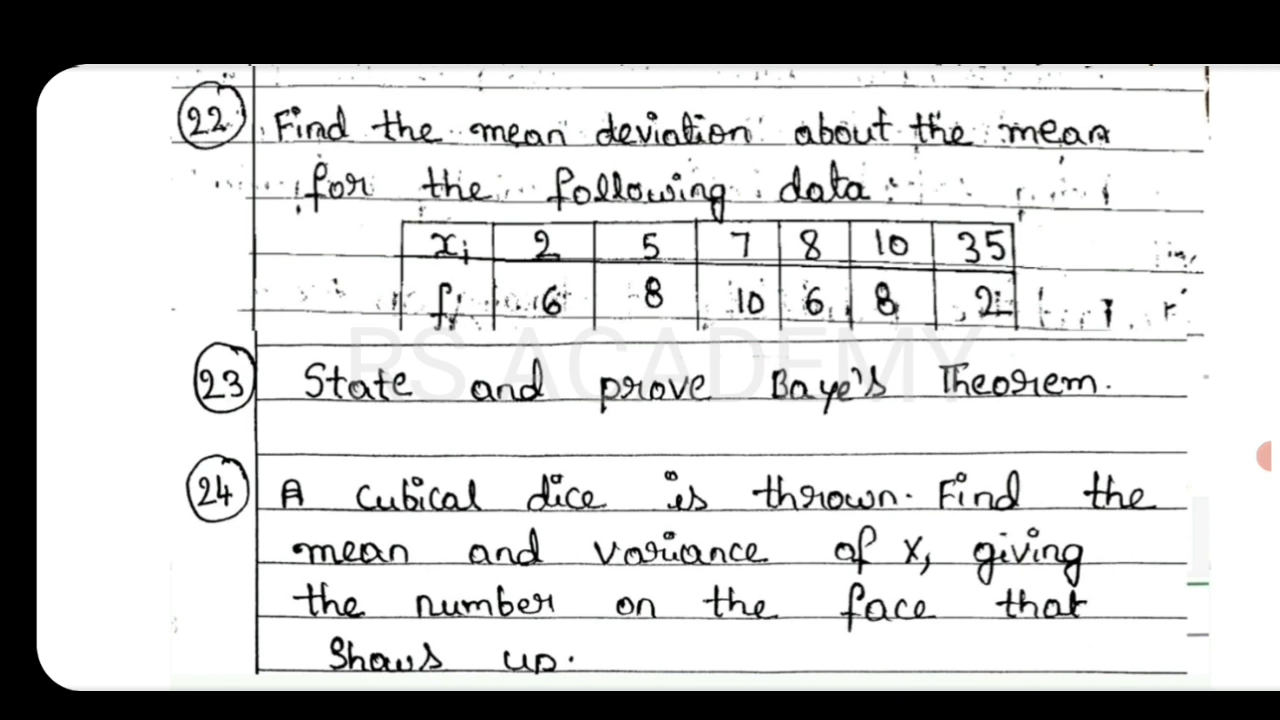 22 Find the mean deviation about the mean
for the following data:
xi 2 5 7 8 10 35
fi 6 8 10 6 8 2
RS ACADEMY
23 State and prove Baye's Theorem.
24 A cubical dice is thrown. Find the
mean and variance of X, giving
the number on the face that
shows up.